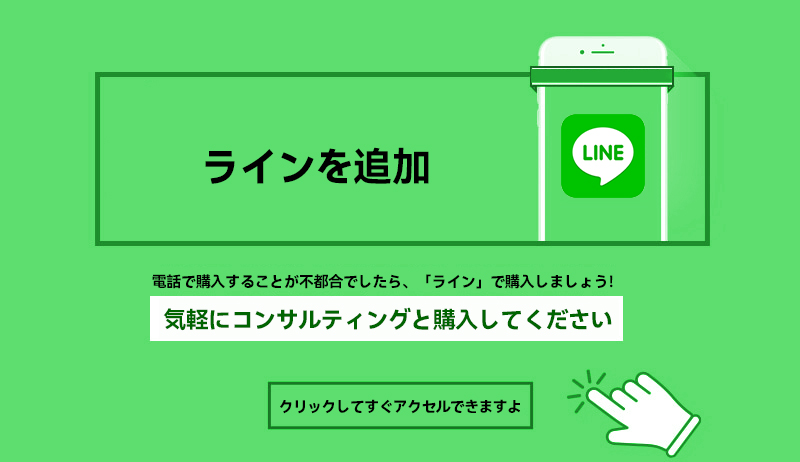 LINE
ラインを追加
電話で購入することが不都合でしたら、「ライン」で購入しましょう!
気軽にコンサルティングと購入してください
クリックしてすぐアクセルできますよ